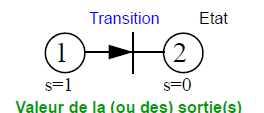 Transition Etat
1 2
s=1 s=0
Valeur de la (ou des) sortie(s)